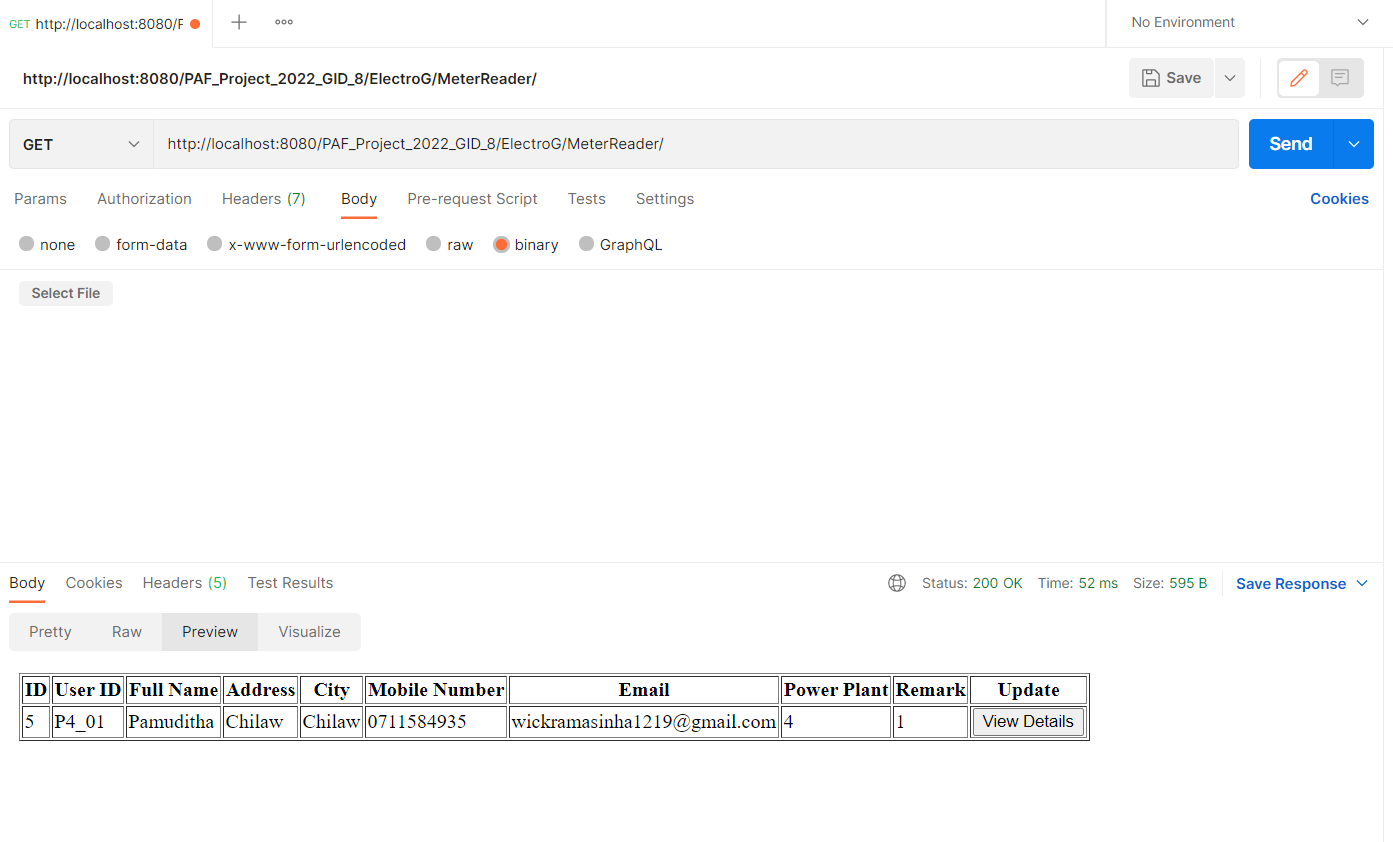 GET http://localhost:8080/P
No Environment
http://localhost:8080/PAF_Project_2022_GID_8/ElectroG/MeterReader/
Save
GET http://localhost:8080/PAF_Project_2022_GID_8/ElectroG/MeterReader/ Send
Params Authorization Headers (7) Body Pre-request Script Tests Settings Cookies
none form-data x-www-form-urlencoded raw binary GraphQL
Select File
Body Cookies Headers (5) Test Results Status: 200 OK Time: 52 ms Size: 595 B Save Response
Pretty Raw Preview Visualize
ID User ID Full Name Address City Mobile Number Email Power Plant Remark Update
5 P4_01 Pamuditha Chilaw Chilaw 0711584935 wickramasinha1219@gmail.com 4 1 View Details